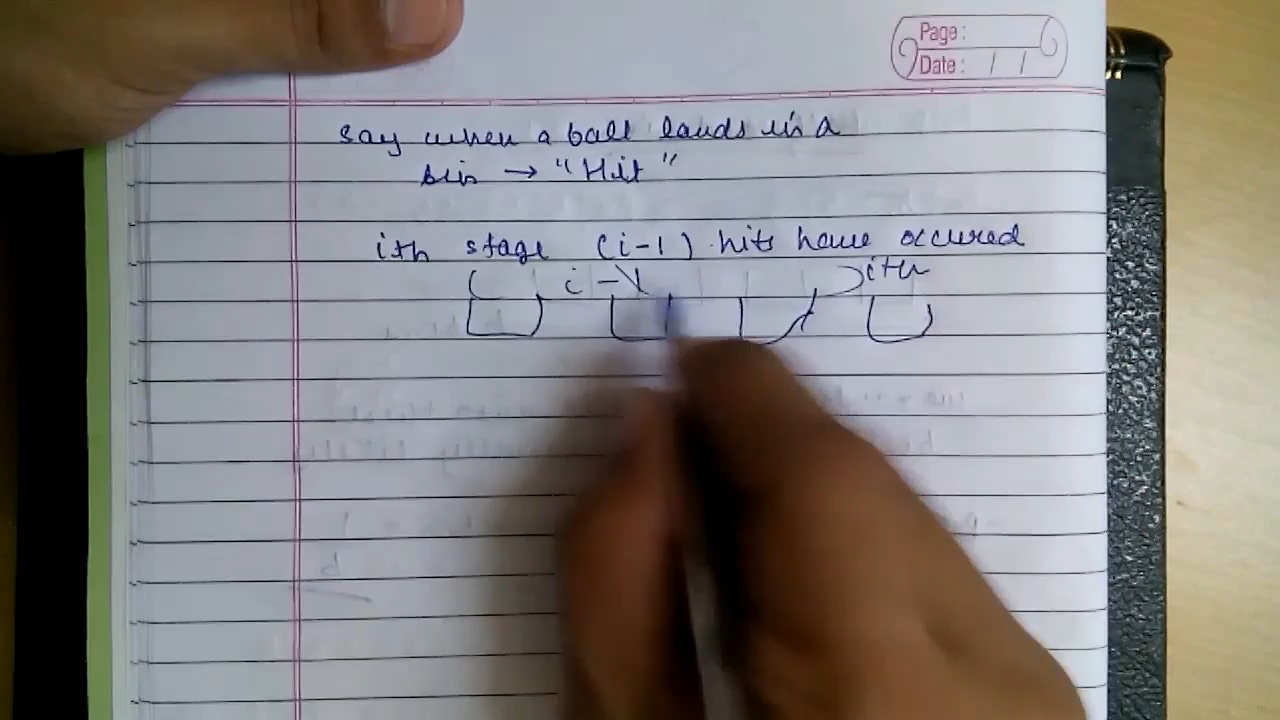 Page:
Date: / /
say when a ball lands in a
bin → "Hit"
ith stage (i-1) hits have occured
i-1 ith